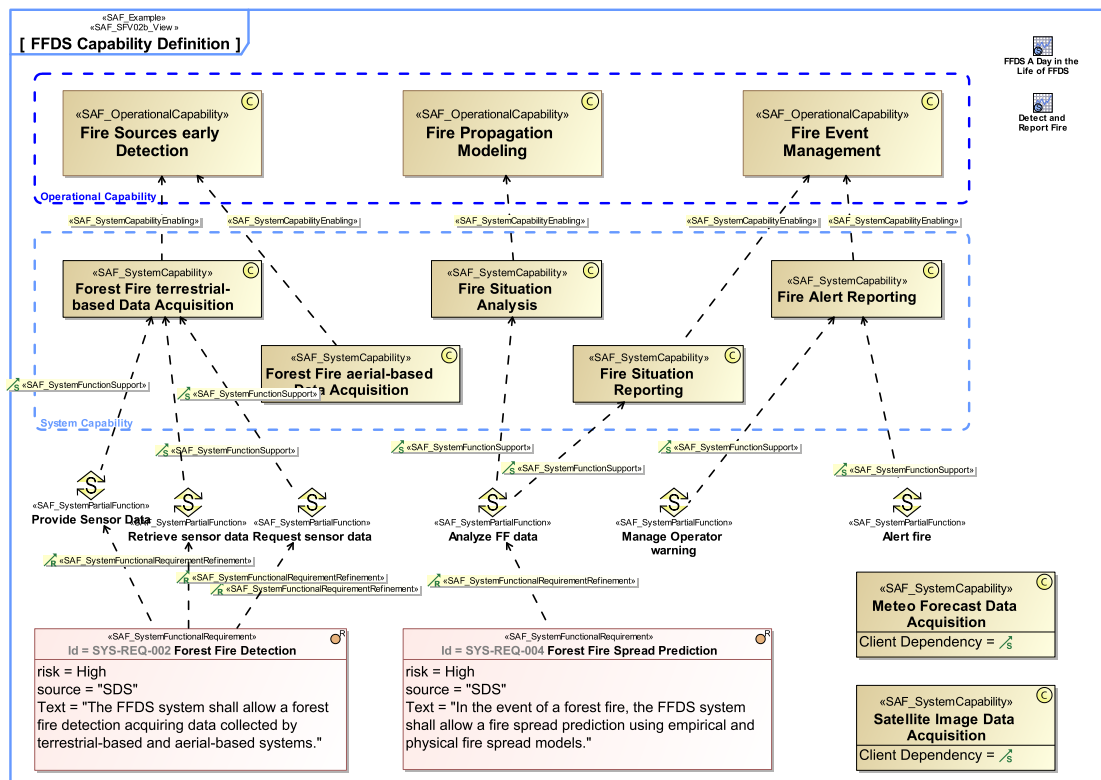 «SAF_Example»
«SAF_SFV02b_View »
[ FFDS Capability Definition ]
FFDS A Day in the
Life of FFDS
Detect and
Report Fire
«SAF_OperationalCapability»
Fire Sources early
Detection
C
«SAF_OperationalCapability»
Fire Propagation
Modeling
C
«SAF_OperationalCapability»
Fire Event
Management
C
Operational Capability
«SAF_SystemCapabilityEnabling»
«SAF_SystemCapabilityEnabling»
«SAF_SystemCapabilityEnabling»
«SAF_SystemCapabilityEnabling»
«SAF_SystemCapabilityEnabling»
«SAF_SystemCapability»
Forest Fire terrestrial-
based Data Acquisition
C
«SAF_SystemCapability»
Fire Situation
Analysis
C
«SAF_SystemCapability»
Fire Alert Reporting
C
«SAF_SystemCapability»
Forest Fire aerial-based
Data Acquisition
C
«SAF_SystemCapability»
Fire Situation
Reporting
C
S «SAF_SystemFunctionSupport»
S «SAF_SystemFunctionSupport»
System Capability
S «SAF_SystemFunctionSupport»
S «SAF_SystemFunctionSupport»
S «SAF_SystemFunctionSupport»
S «SAF_SystemFunctionSupport»
S «SAF_SystemFunctionSupport»
S
«SAF_SystemPartialFunction»
Provide Sensor Data
S
«SAF_SystemPartialFunction»
Retrieve sensor data
S
«SAF_SystemPartialFunction»
Request sensor data
S
«SAF_SystemPartialFunction»
Analyze FF data
S
«SAF_SystemPartialFunction»
Manage Operator
warning
S
«SAF_SystemPartialFunction»
Alert fire
R «SAF_SystemFunctionalRequirementRefinement»
R «SAF_SystemFunctionalRequirementRefinement»
R «SAF_SystemFunctionalRequirementRefinement»
R «SAF_SystemFunctionalRequirementRefinement»
«SAF_SystemFunctionalRequirement»
R
Id = SYS-REQ-002 Forest Fire Detection
risk = High
source = "SDS"
Text = "The FFDS system shall allow a forest
fire detection acquiring data collected by
terrestrial-based and aerial-based systems."
«SAF_SystemFunctionalRequirement»
R
Id = SYS-REQ-004 Forest Fire Spread Prediction
risk = High
source = "SDS"
Text = "In the event of a forest fire, the FFDS system
shall allow a fire spread prediction using empirical and
physical fire spread models."
«SAF_SystemCapability»
Meteo Forecast Data
Acquisition
C
Client Dependency = S
«SAF_SystemCapability»
Satellite Image Data
Acquisition
C
Client Dependency = S